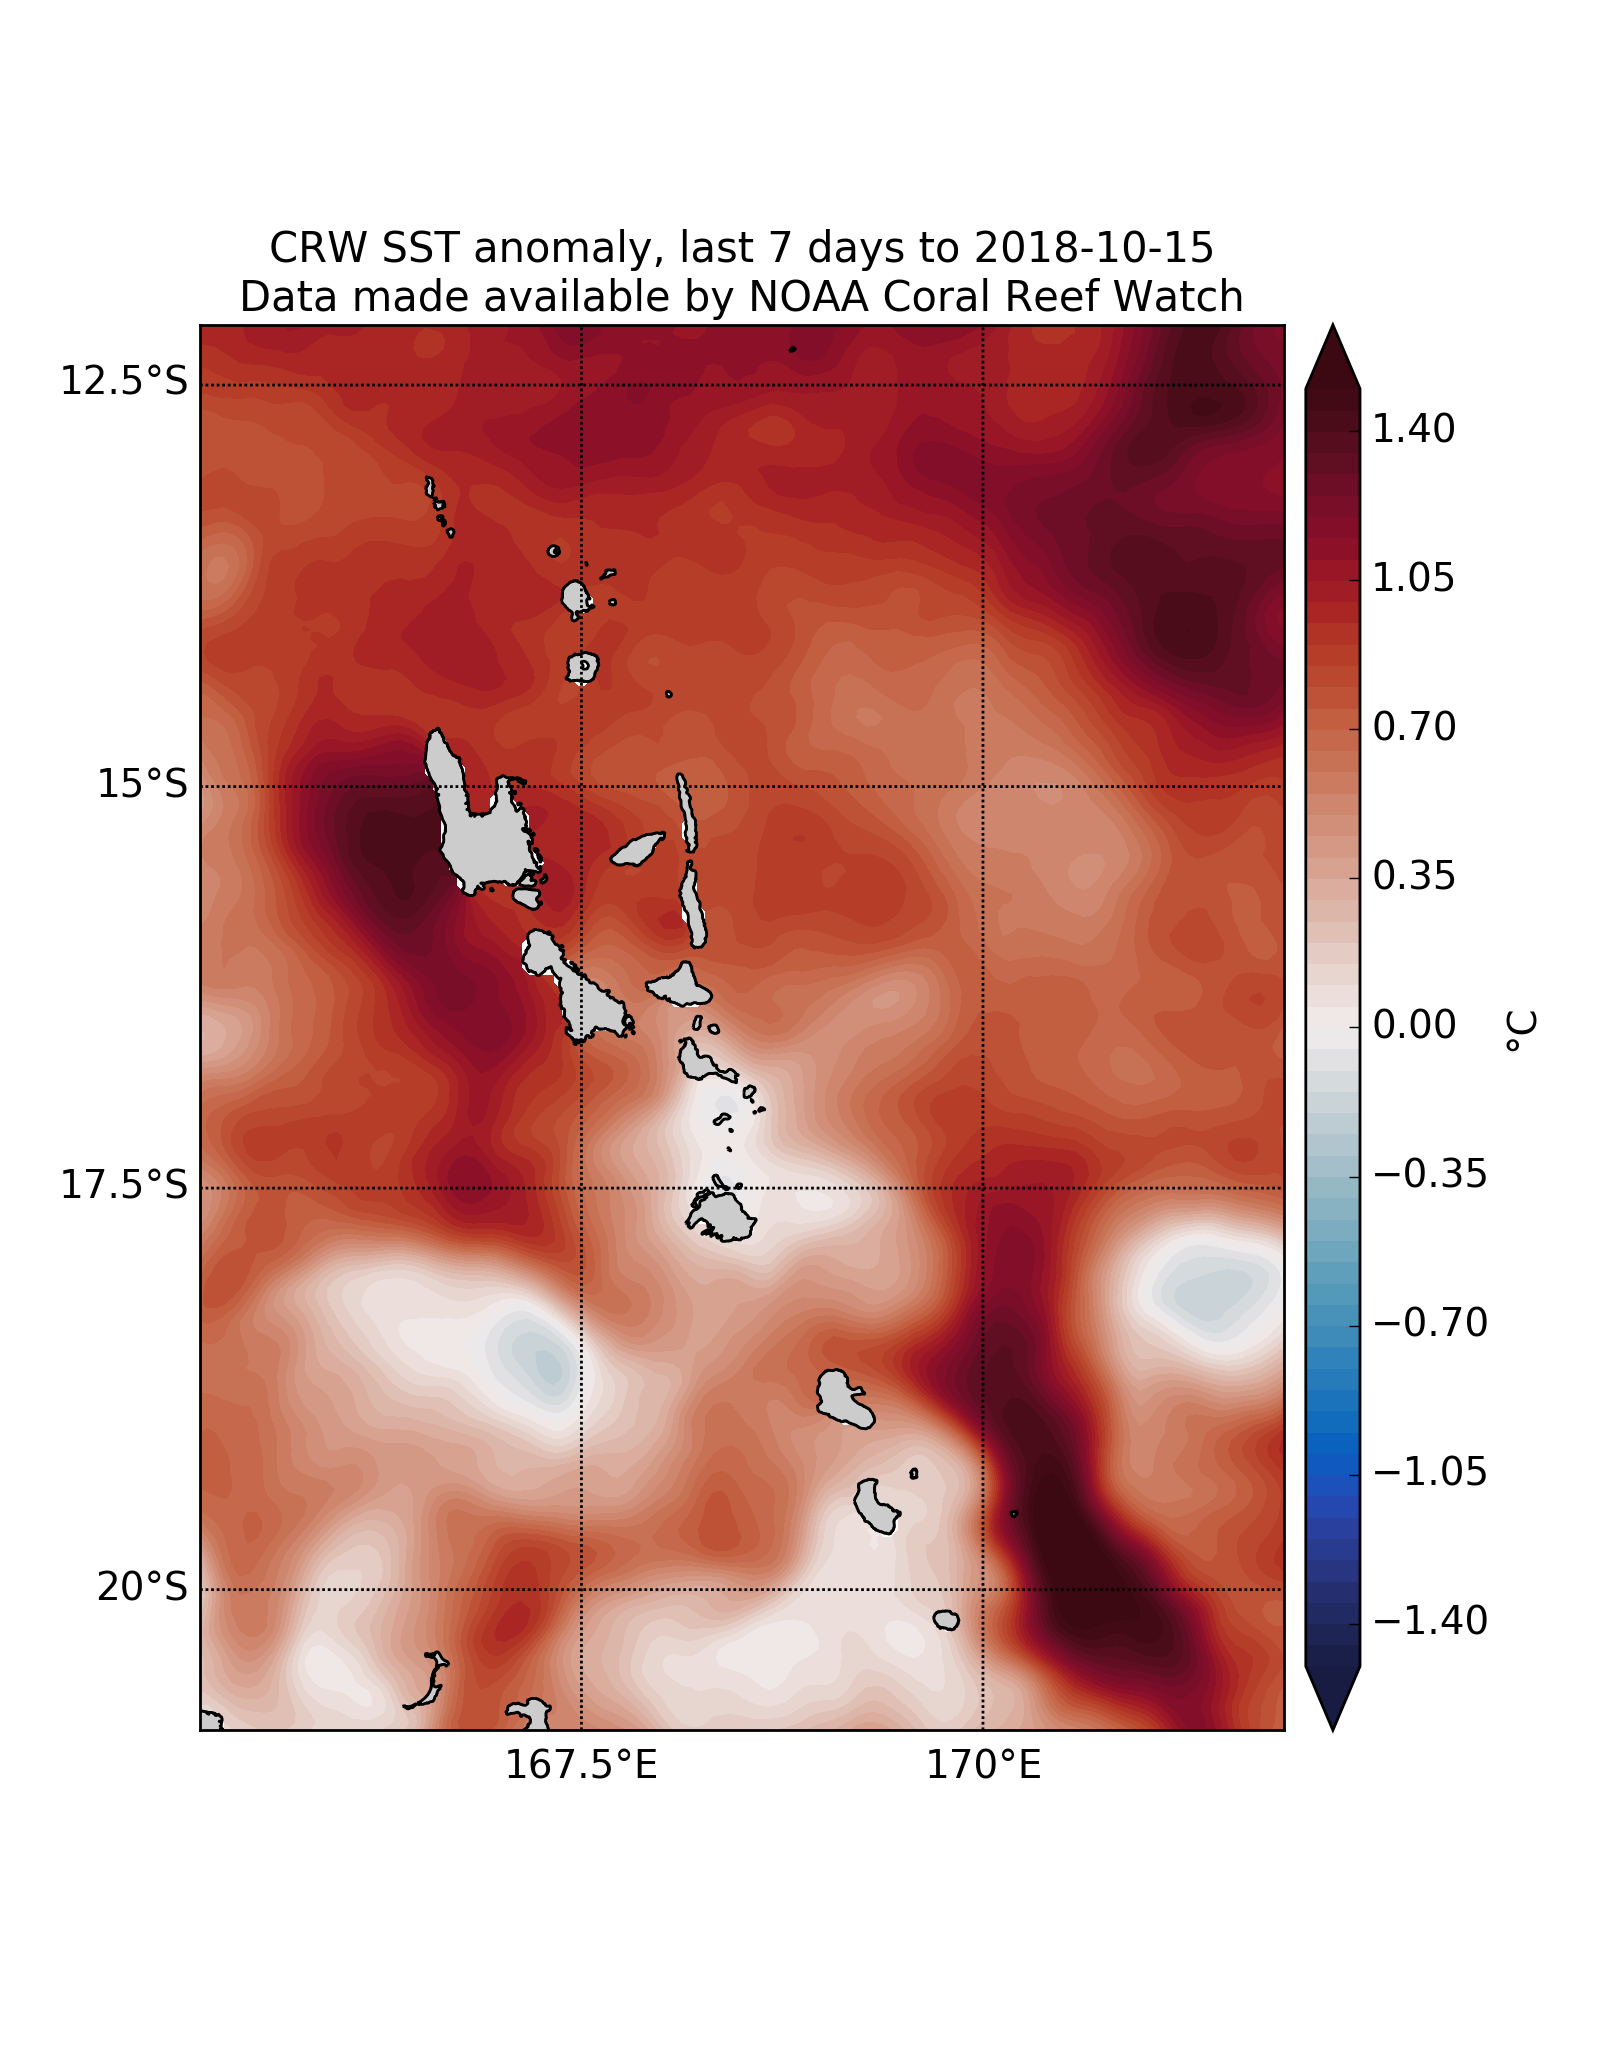 CRW SST anomaly, last 7 days to 2018-10-15
Data made available by NOAA Coral Reef Watch
12.5°S
15°S
17.5°S
20°S
167.5°E
170°E
1.40
1.05
0.70
0.35
0.00
−0.35
−0.70
−1.05
−1.40
°C